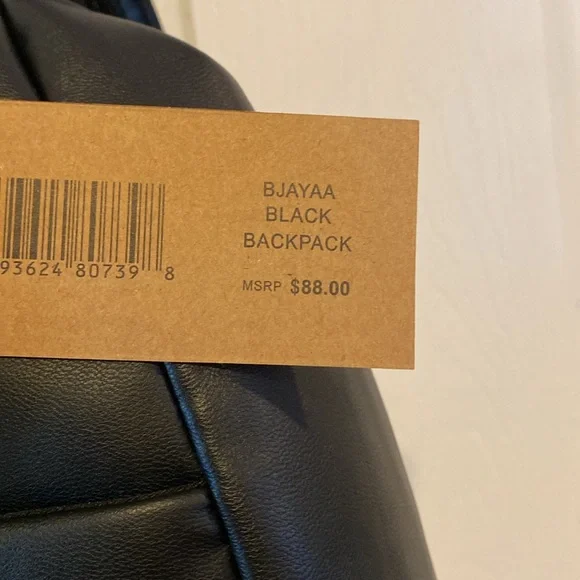 BJAYAA
BLACK
BACKPACK
MSRP $88.00
93624 80739 8